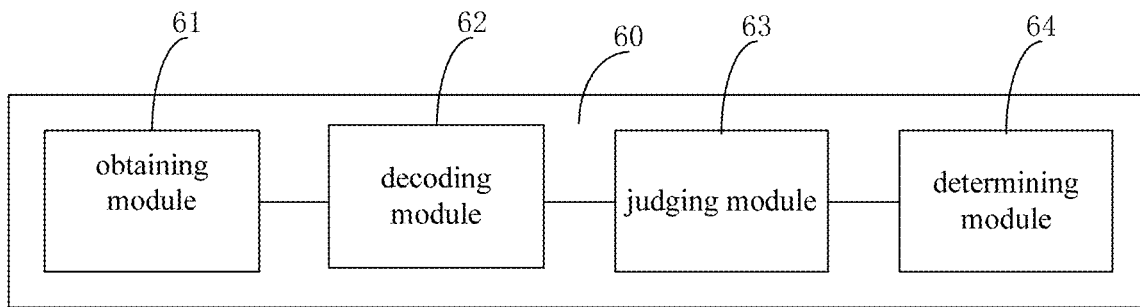 61
62
60
63
64
obtaining
module
decoding
module
judging module
determining
module